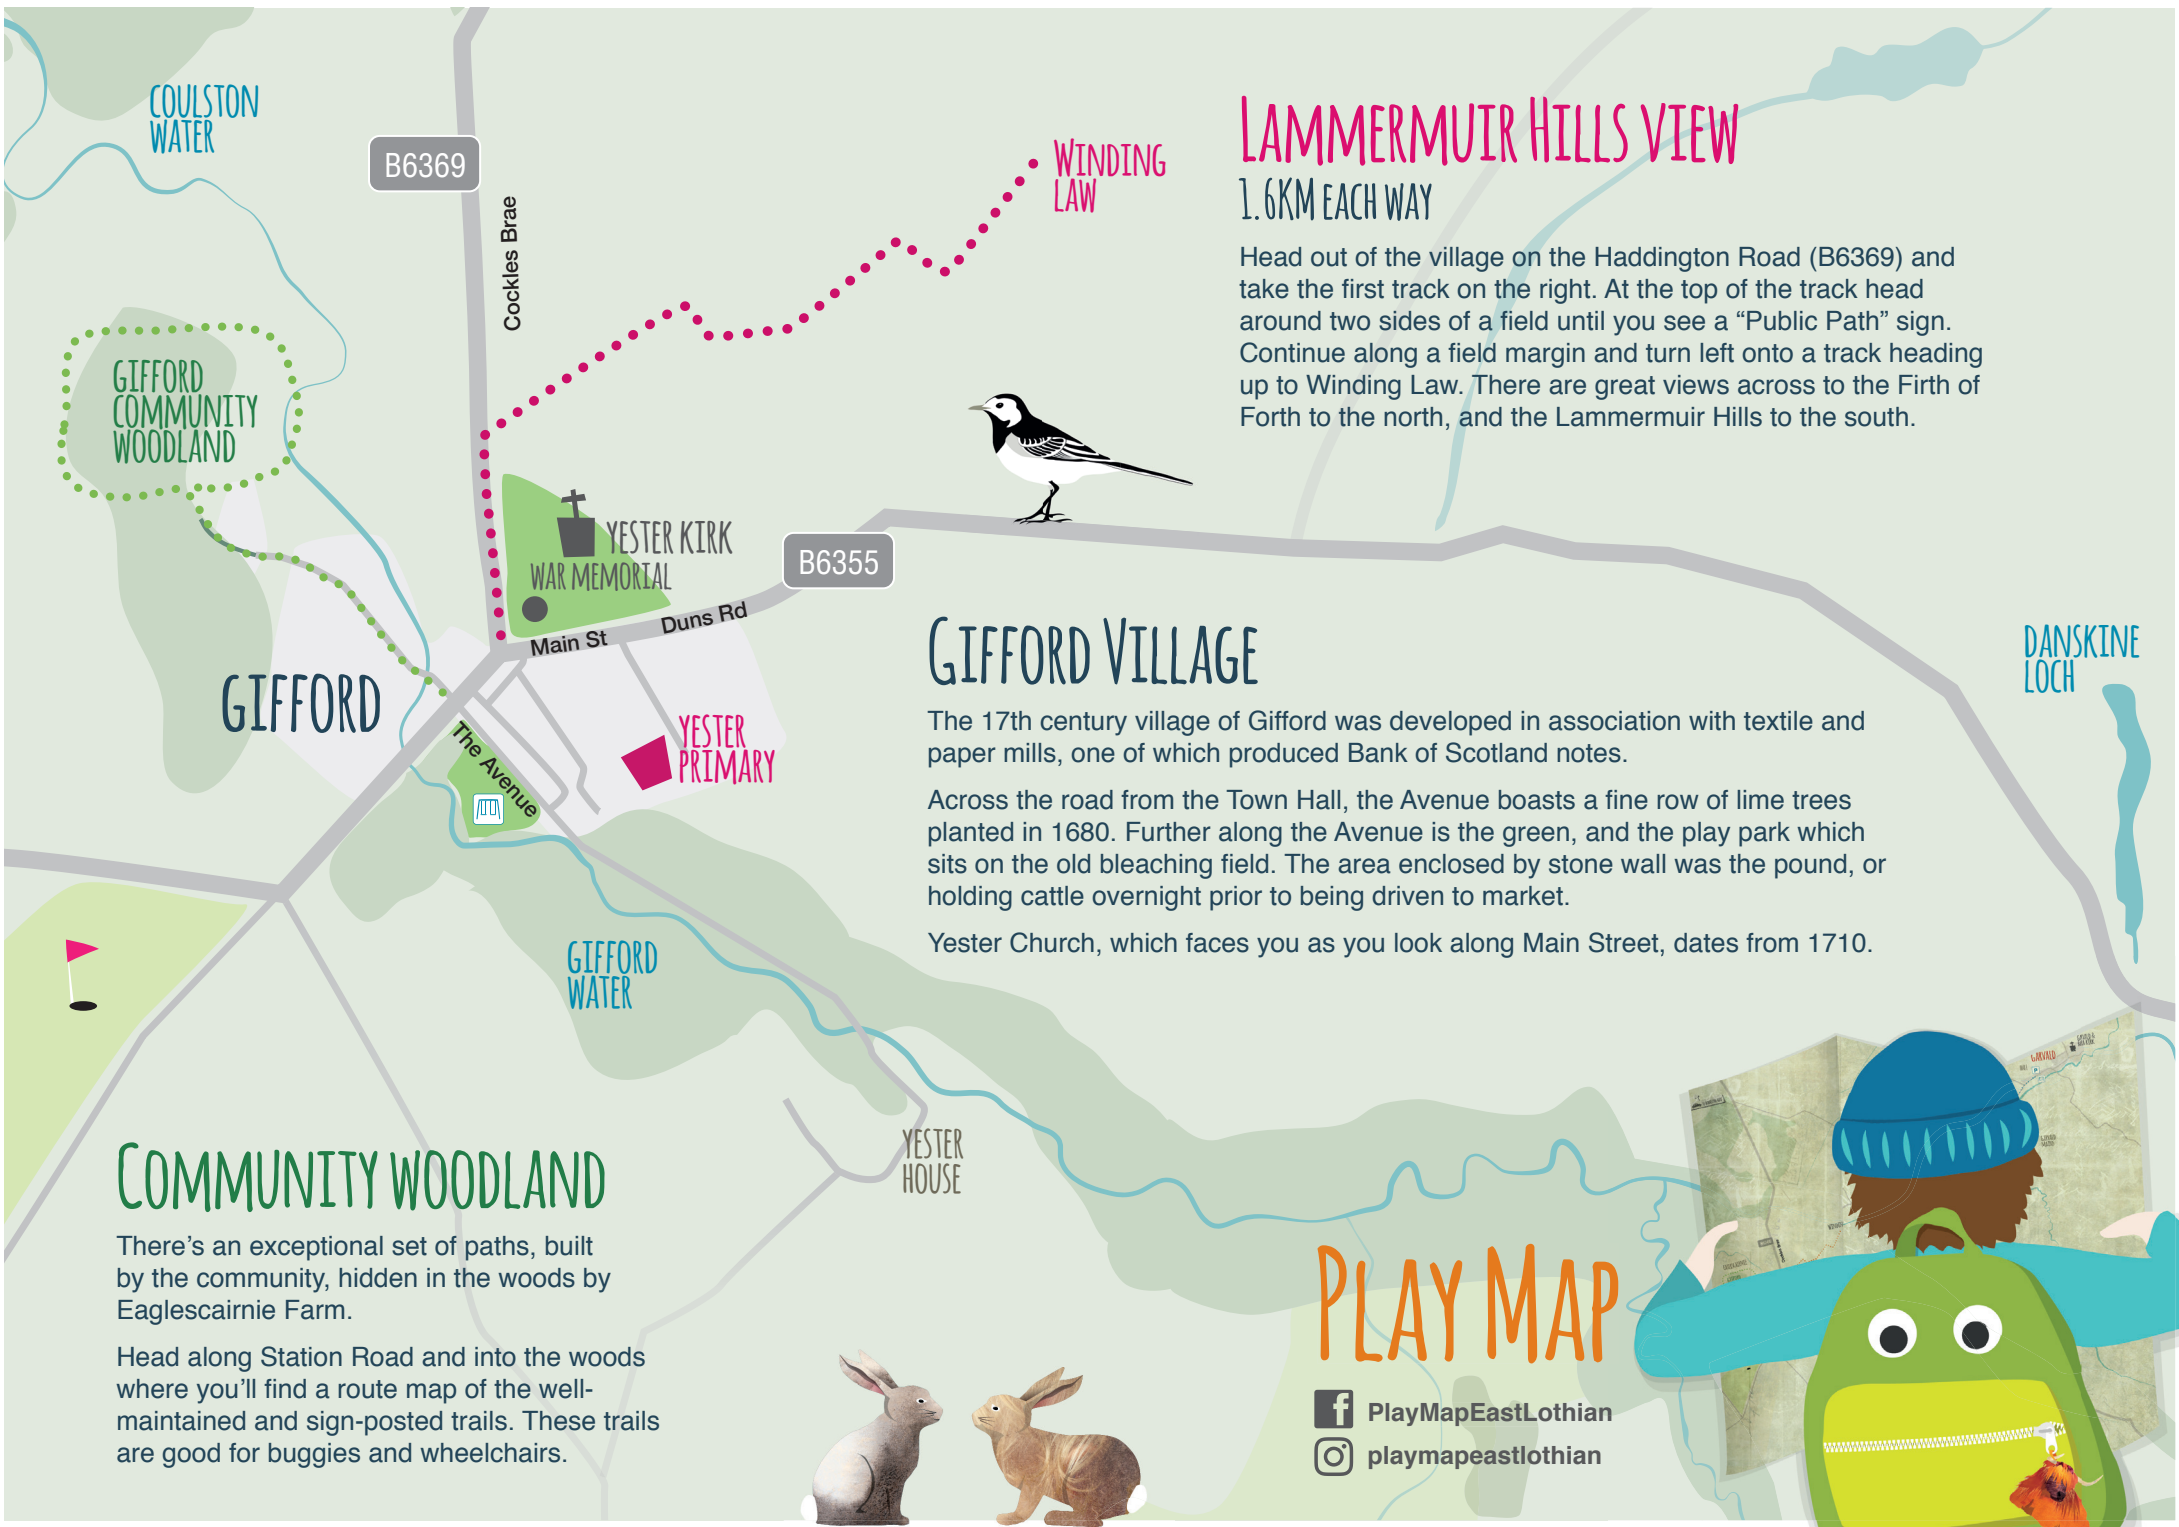 COULSTON
WATER
B6369
Cockles Brae
WINDING
LAW
LAMMERMUIR HILLS VIEW
1.6KM EACH WAY
Head out of the village on the Haddington Road (B6369) and
take the first track on the right. At the top of the track head
around two sides of a field until you see a “Public Path” sign.
Continue along a field margin and turn left onto a track heading
up to Winding Law. There are great views across to the Firth of
Forth to the north, and the Lammermuir Hills to the south.
GIFFORD
COMMUNITY
WOODLAND
YESTER KIRK
WAR MEMORIAL
B6355
Main St
Duns Rd
GIFFORD
The Avenue
YESTER
PRIMARY
GIFFORD VILLAGE
The 17th century village of Gifford was developed in association with textile and
paper mills, one of which produced Bank of Scotland notes.
Across the road from the Town Hall, the Avenue boasts a fine row of lime trees
planted in 1680. Further along the Avenue is the green, and the play park which
sits on the old bleaching field. The area enclosed by stone wall was the pound, or
holding cattle overnight prior to being driven to market.
Yester Church, which faces you as you look along Main Street, dates from 1710.
DANSKINE
LOCH
GIFFORD
WATER
YESTER
HOUSE
COMMUNITY WOODLAND
There’s an exceptional set of paths, built
by the community, hidden in the woods by
Eaglescairnie Farm.
Head along Station Road and into the woods
where you’ll find a route map of the well-
maintained and sign-posted trails. These trails
are good for buggies and wheelchairs.
PLAY MAP
PlayMapEastLothian
playmapeastlothian
GARVALD